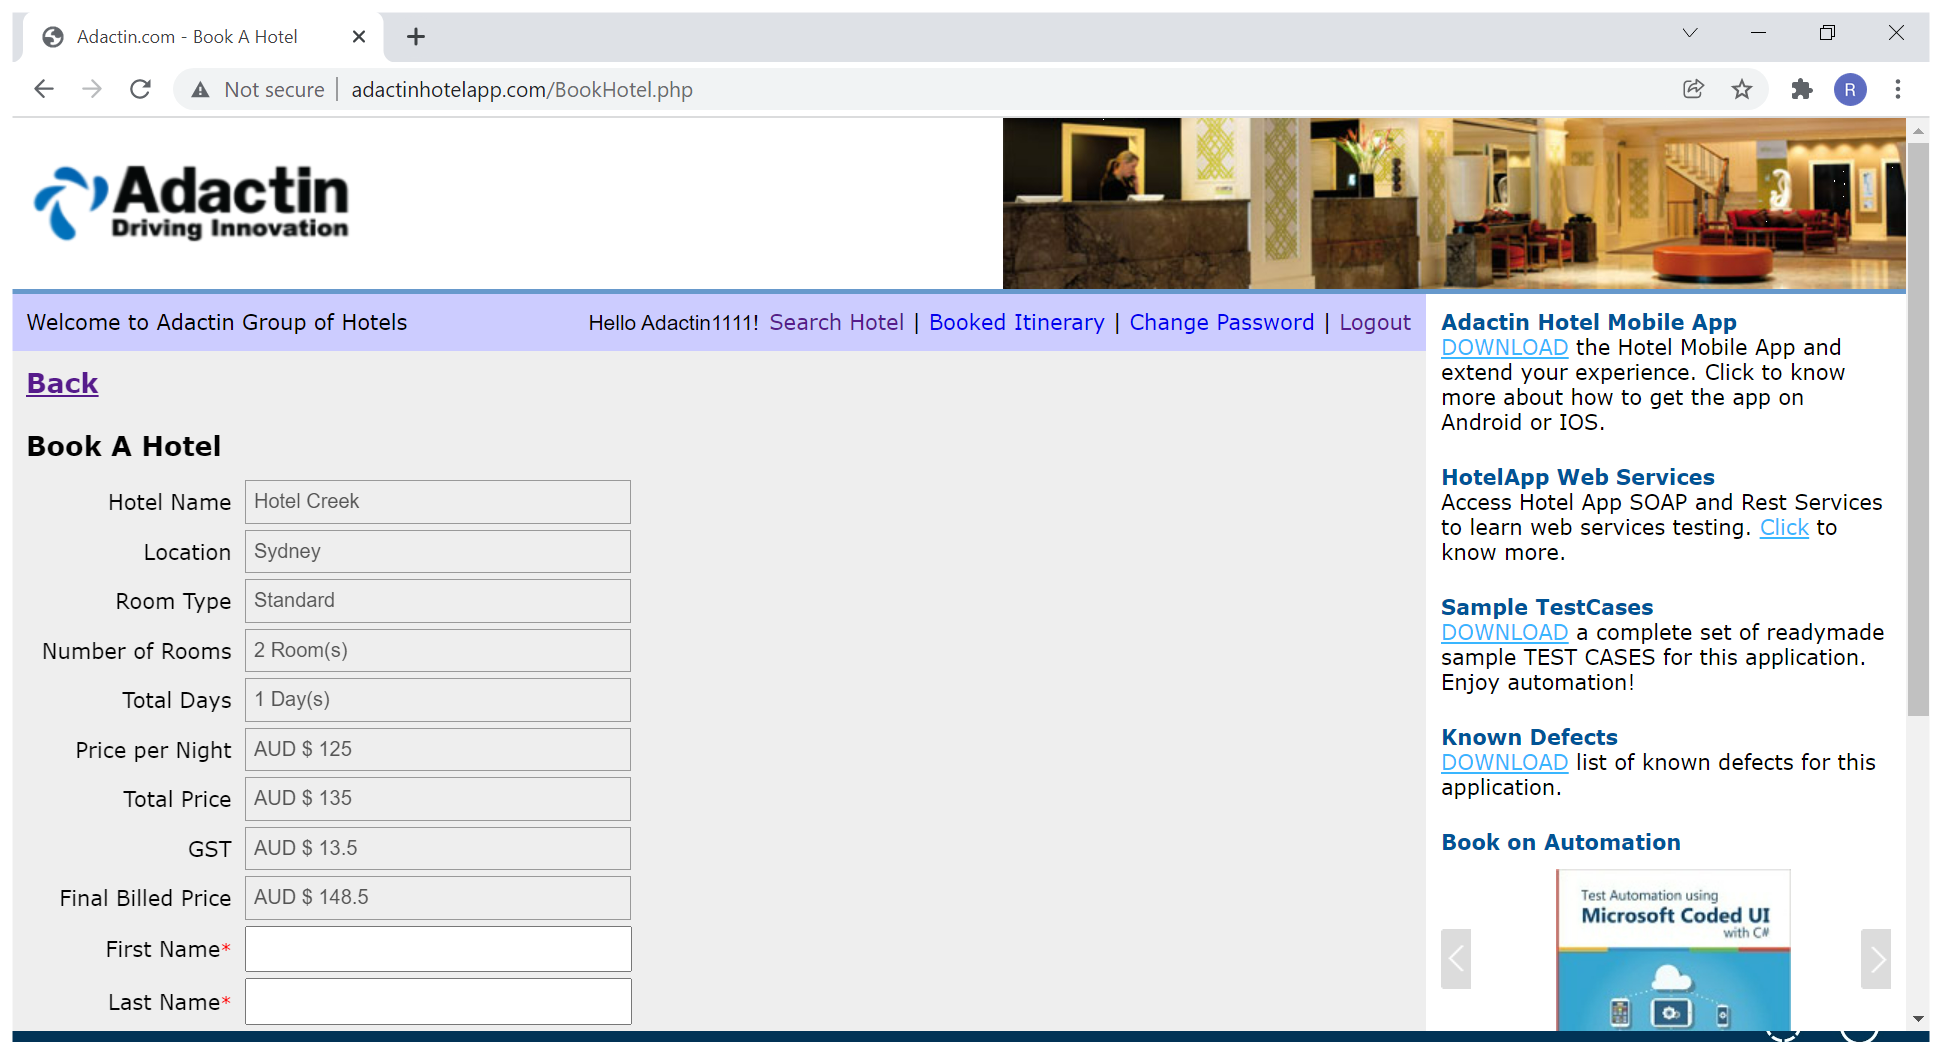 Adactin.com - Book A Hotel
Not secure | adactinhotelapp.com/BookHotel.php
R
Adactin
Driving Innovation
Welcome to Adactin Group of Hotels
Hello Adactin1111! Search Hotel | Booked Itinerary | Change Password | Logout
Back
Book A Hotel
Hotel Name Hotel Creek
Location Sydney
Room Type Standard
Number of Rooms 2 Room(s)
Total Days 1 Day(s)
Price per Night AUD $ 125
Total Price AUD $ 135
GST AUD $ 13.5
Final Billed Price AUD $ 148.5
First Name*
Last Name*
Adactin Hotel Mobile App
DOWNLOAD the Hotel Mobile App and
extend your experience. Click to know
more about how to get the app on
Android or IOS.
HotelApp Web Services
Access Hotel App SOAP and Rest Services
to learn web services testing. Click to
know more.
Sample TestCases
DOWNLOAD a complete set of readymade
sample TEST CASES for this application.
Enjoy automation!
Known Defects
DOWNLOAD list of known defects for this
application.
Book on Automation
Test Automation using
Microsoft Coded UI
with C#